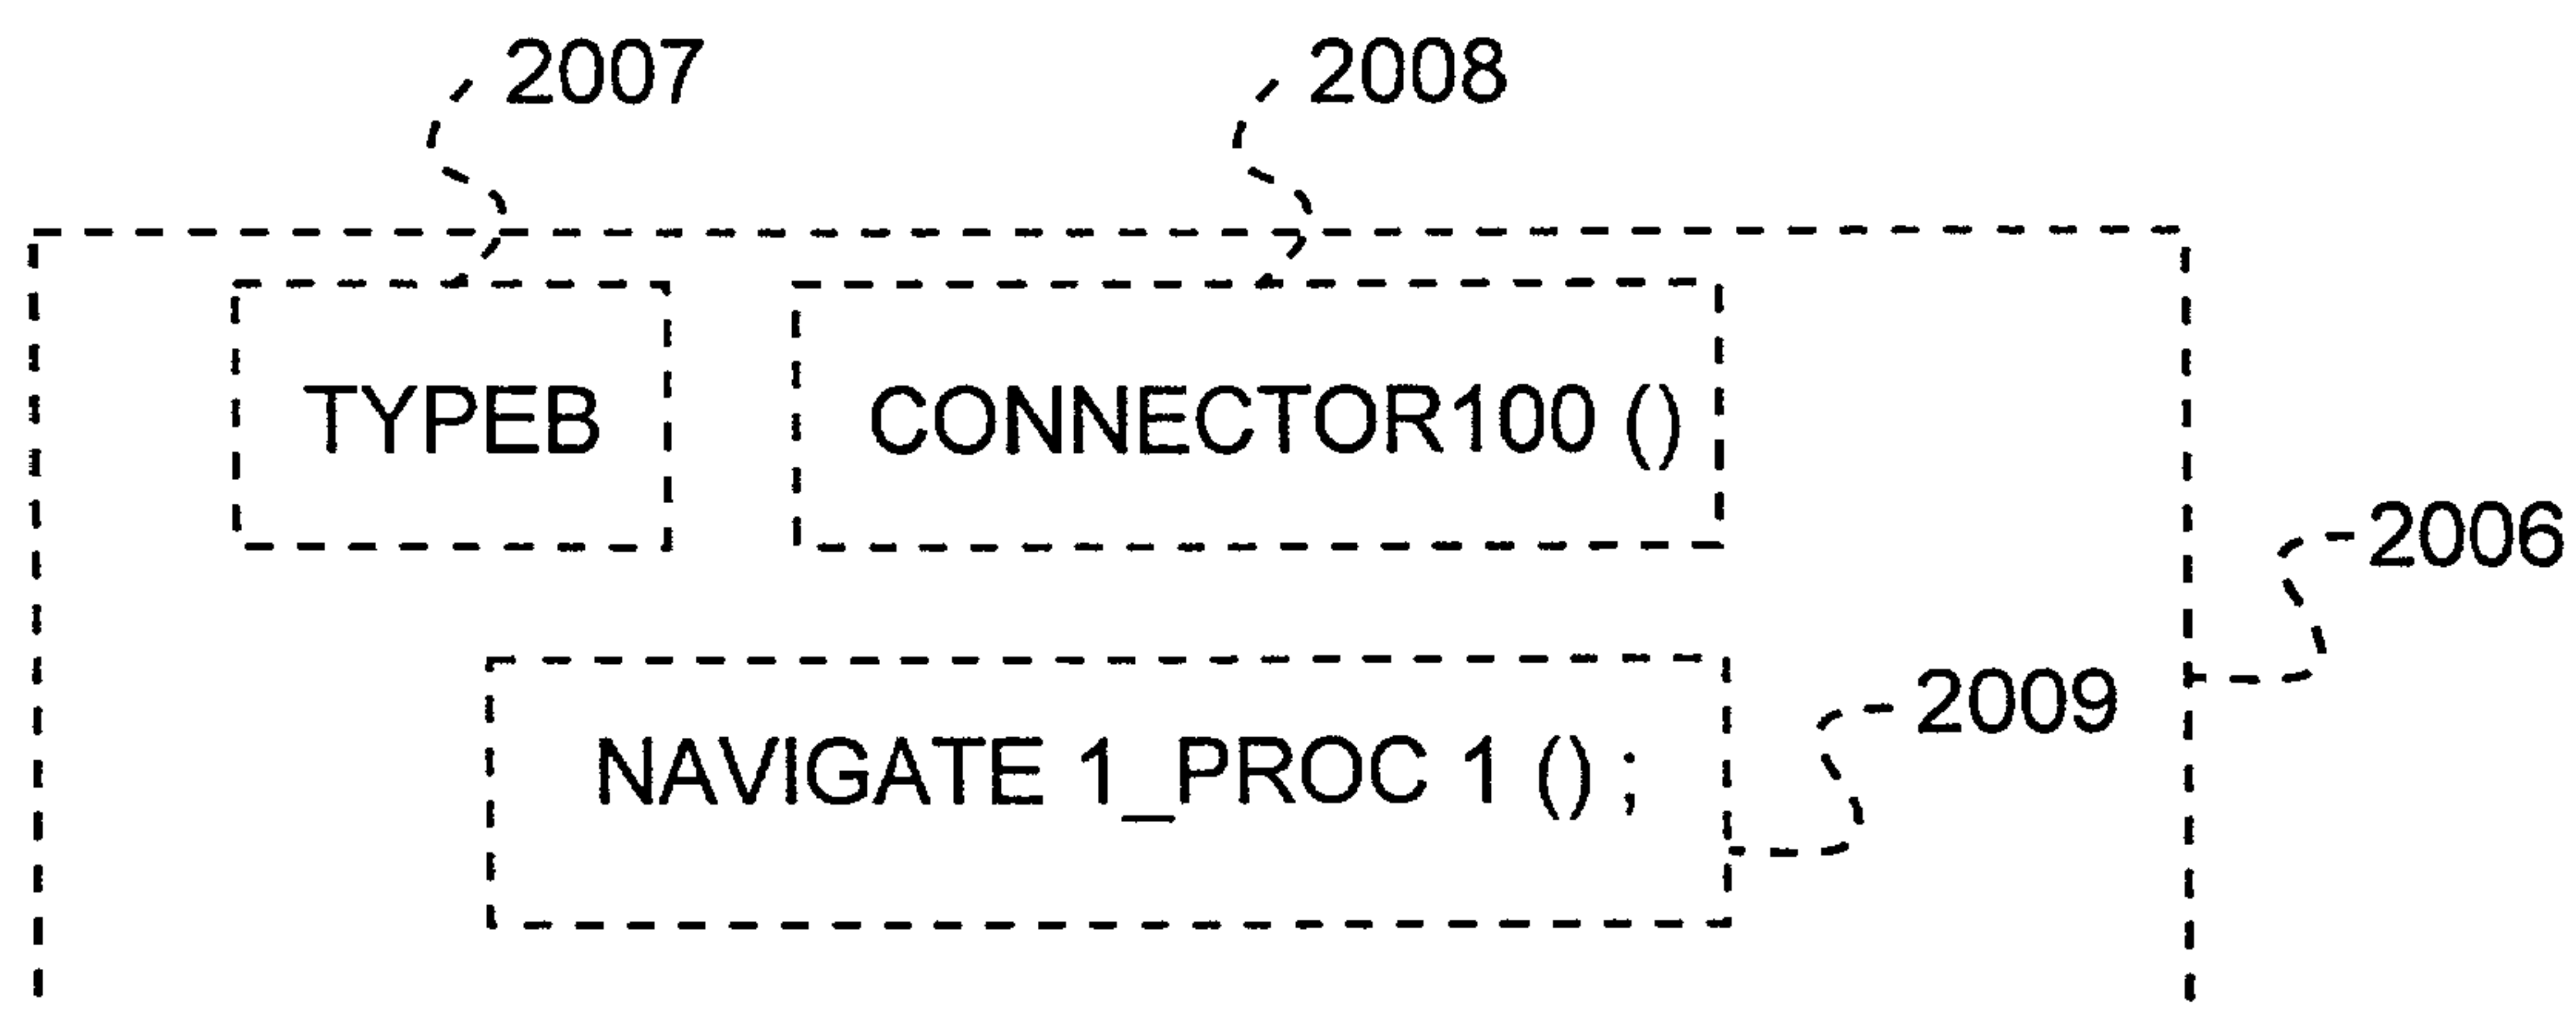 2007 2008
TYPEB CONNECTOR100 ()
2006
2009
NAVIGATE 1_PROC 1 () ;